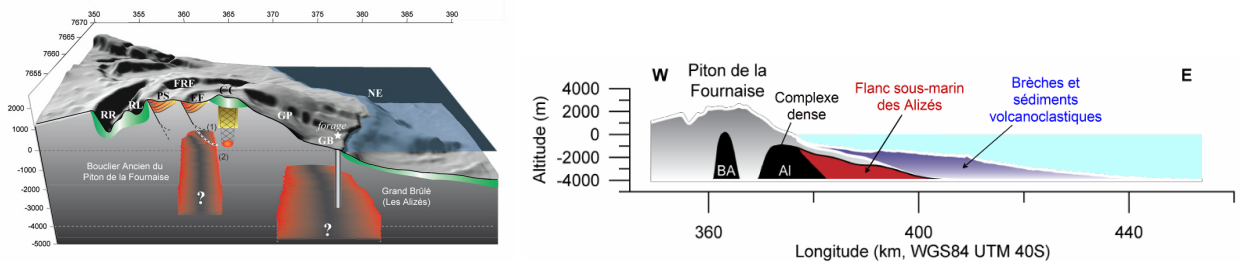 350 355 360 365 370 375 380 385 390
7670
7660
7655
2000
1000
0
-1000
-2000
-3000
-4000
-5000
RR
RL
PS
FRF
CC
GP
NE
forage
GB
(1)
(2)
Bouclier Ancien du
Piton de la Fournaise
?
?
Grand Brûlé
(Les Alizés)
W
Piton de la
Fournaise
Complexe
dense
Flanc sous-marin
des Alizés
Brèches et
sédiments
volcanoclastiques
E
Altitude (m)
4000
2000
0
-2000
-4000
BA
Al
360 400 440
Longitude (km, WGS84 UTM 40S)